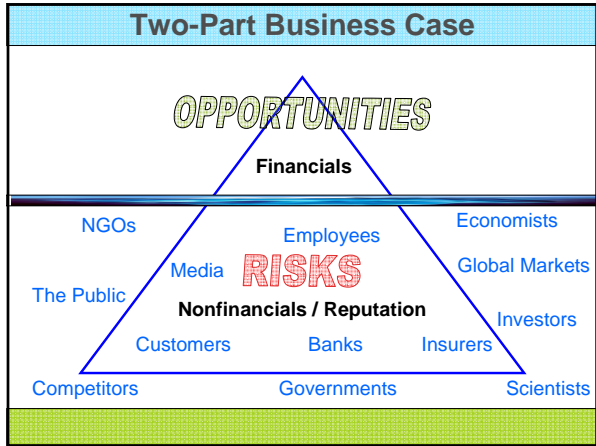 Two-Part Business Case
OPPORTUNITIES
Financials
NGOs
Employees
Economists
Media
RISKS
Global Markets
The Public
Nonfinancials / Reputation
Investors
Customers
Banks
Insurers
Competitors
Governments
Scientists